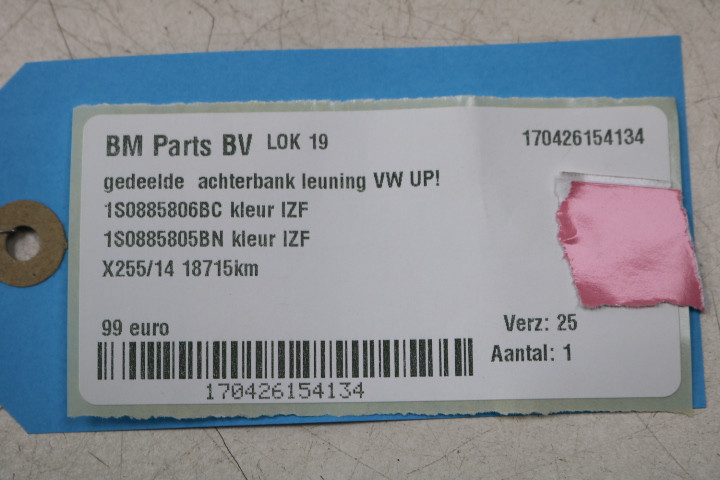 BM Parts BV LOK 19
170426154134
gedeelde achterbank leuning VW UP!
1S0885806BC kleur IZF
1S0885805BN kleur IZF
X255/14 18715km
99 euro
Verz: 25
Aantal: 1
170426154134